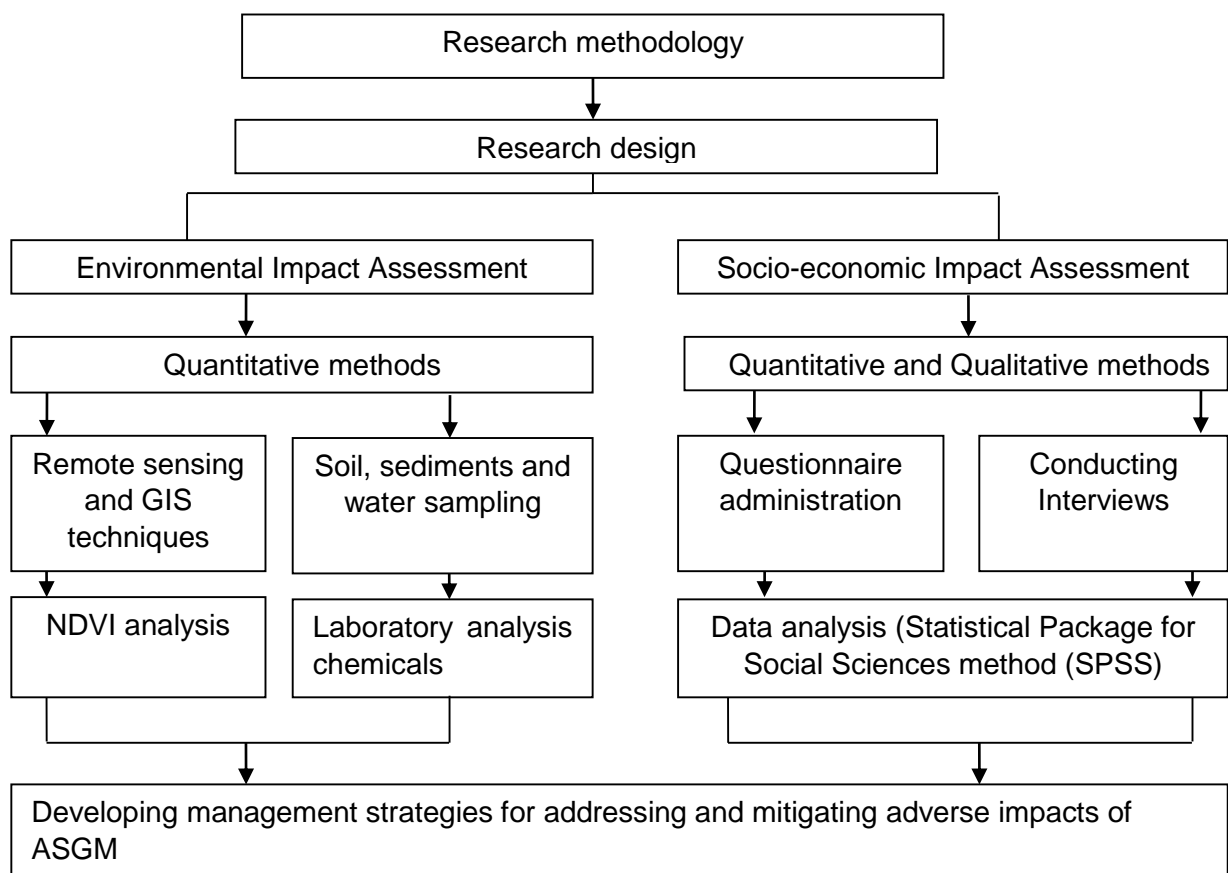 Research methodology
Research design
Environmental Impact Assessment
Socio-economic Impact Assessment
Quantitative methods
Quantitative and Qualitative methods
Remote sensing
and GIS
techniques
Soil, sediments and
water sampling
Questionnaire
administration
Conducting
Interviews
NDVI analysis
Laboratory analysis
chemicals
Data analysis (Statistical Package for
Social Sciences method (SPSS)
Developing management strategies for addressing and mitigating adverse impacts of
ASGM